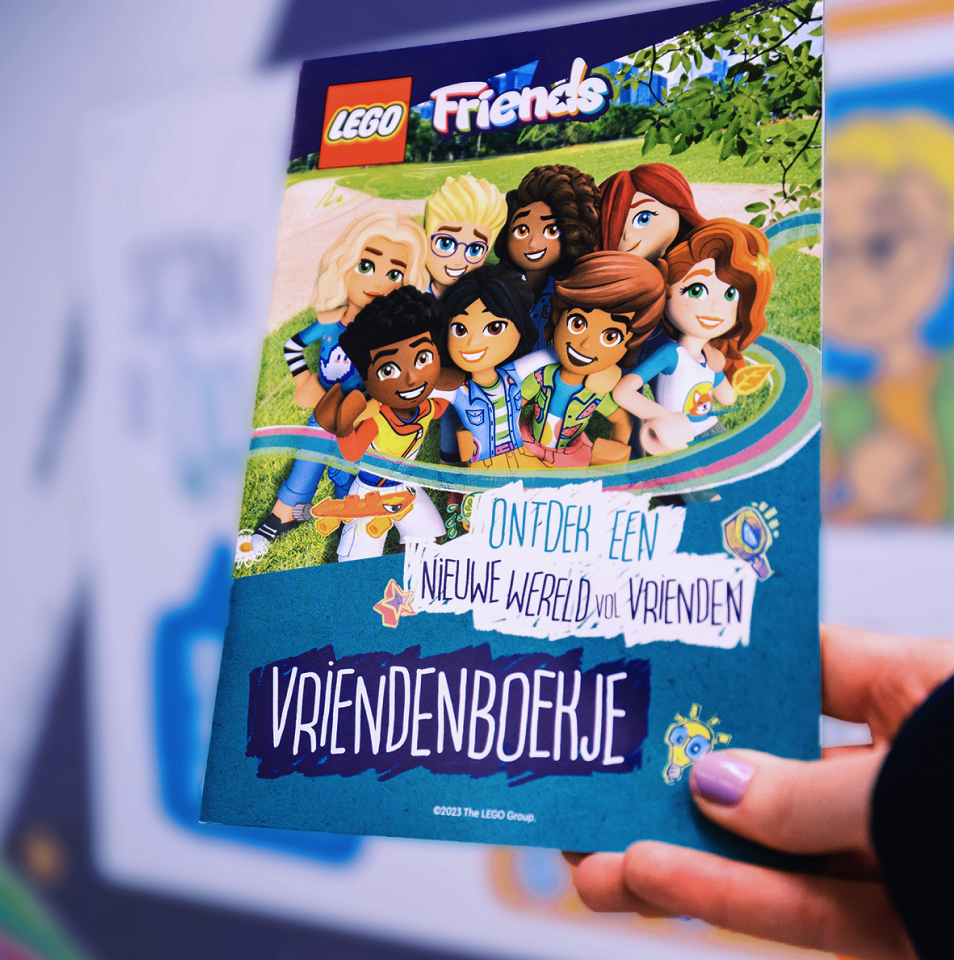 LEGO Friends
ONTDEK EEN
NIEUWE WERELD VOL VRIENDEN
VRIENDENBOEKJE
©2023 The LEGO Group.